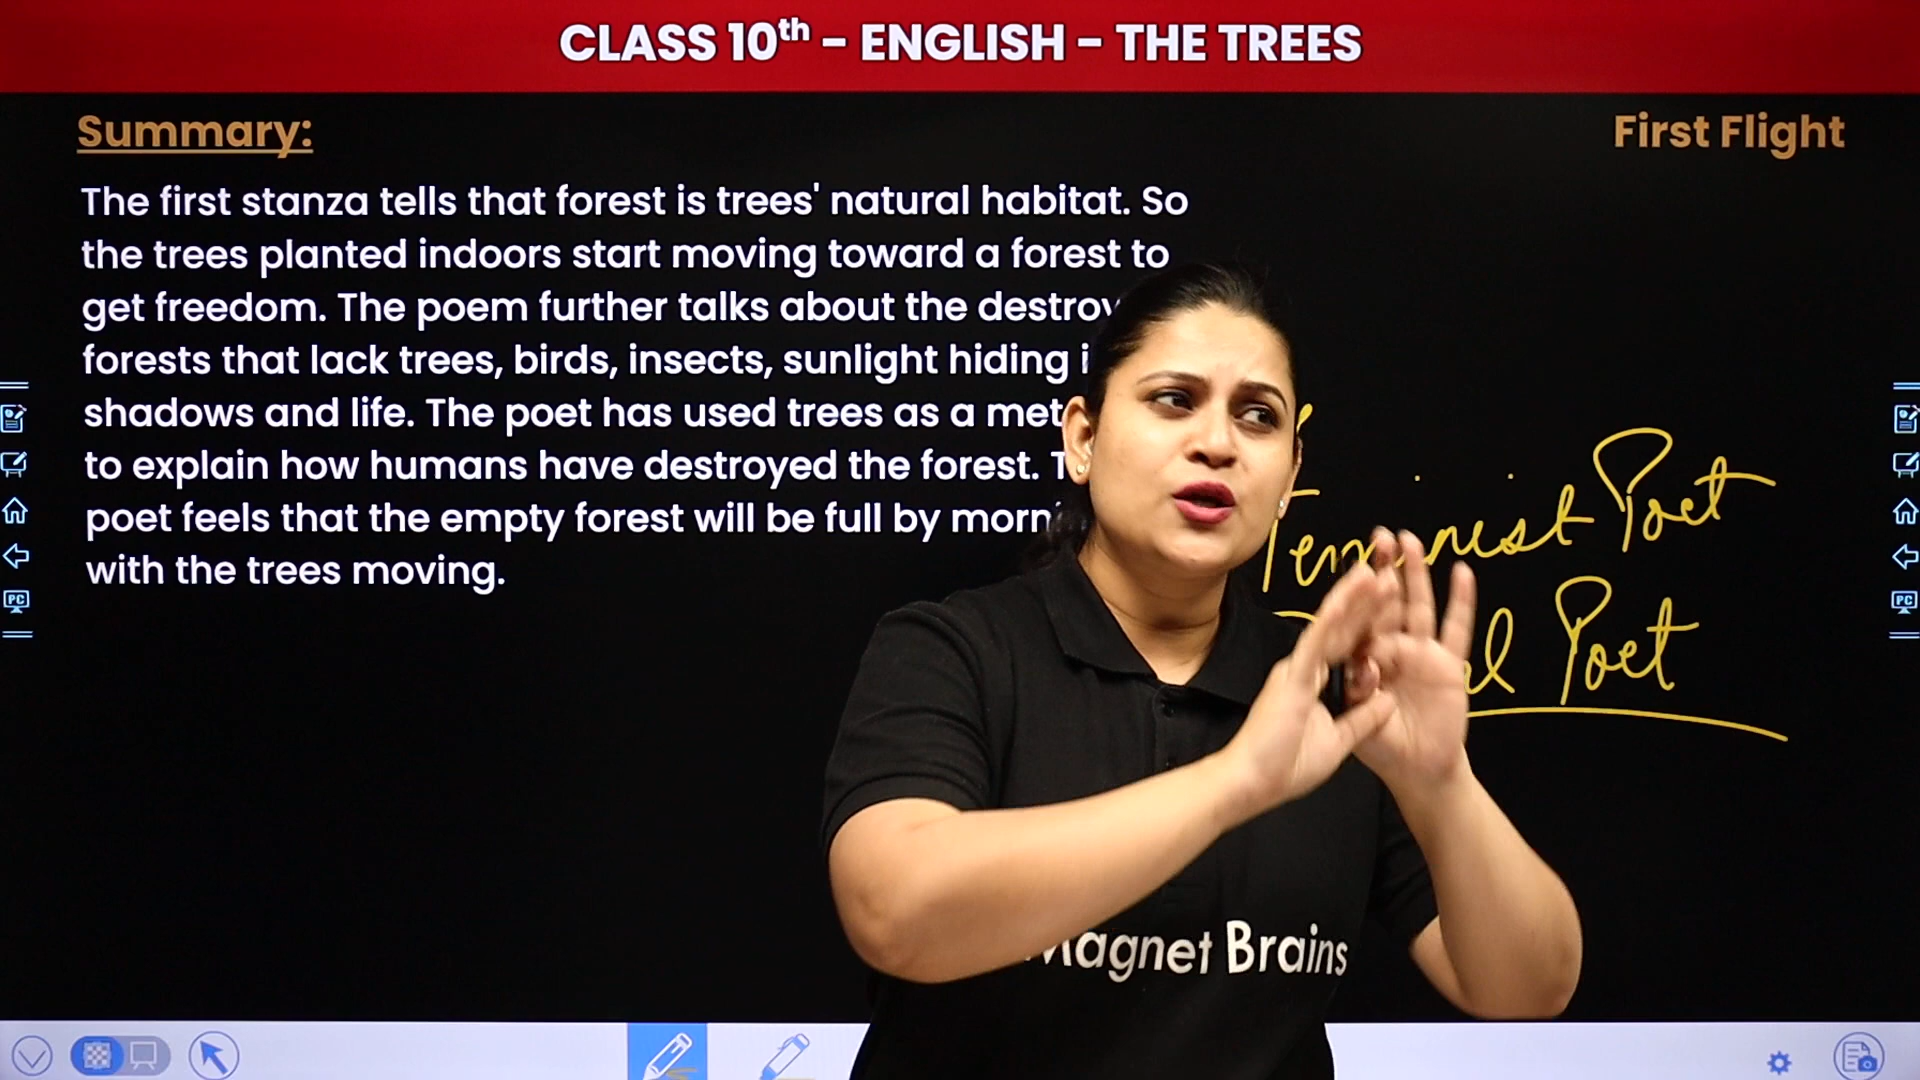 CLASS 10th - ENGLISH - THE TREES
Summary:
First Flight
The first stanza tells that forest is trees' natural habitat. So
the trees planted indoors start moving toward a forest to
get freedom. The poem further talks about the
forests that lack trees, birds, insects, sunlight hiding
shadows and life. The poet has used trees as a
to explain how humans have destroyed the forest.
poet feels that the empty forest will be full by
with the trees moving.
Feminist Poet
Poet
Magnet Brains
PC
PC